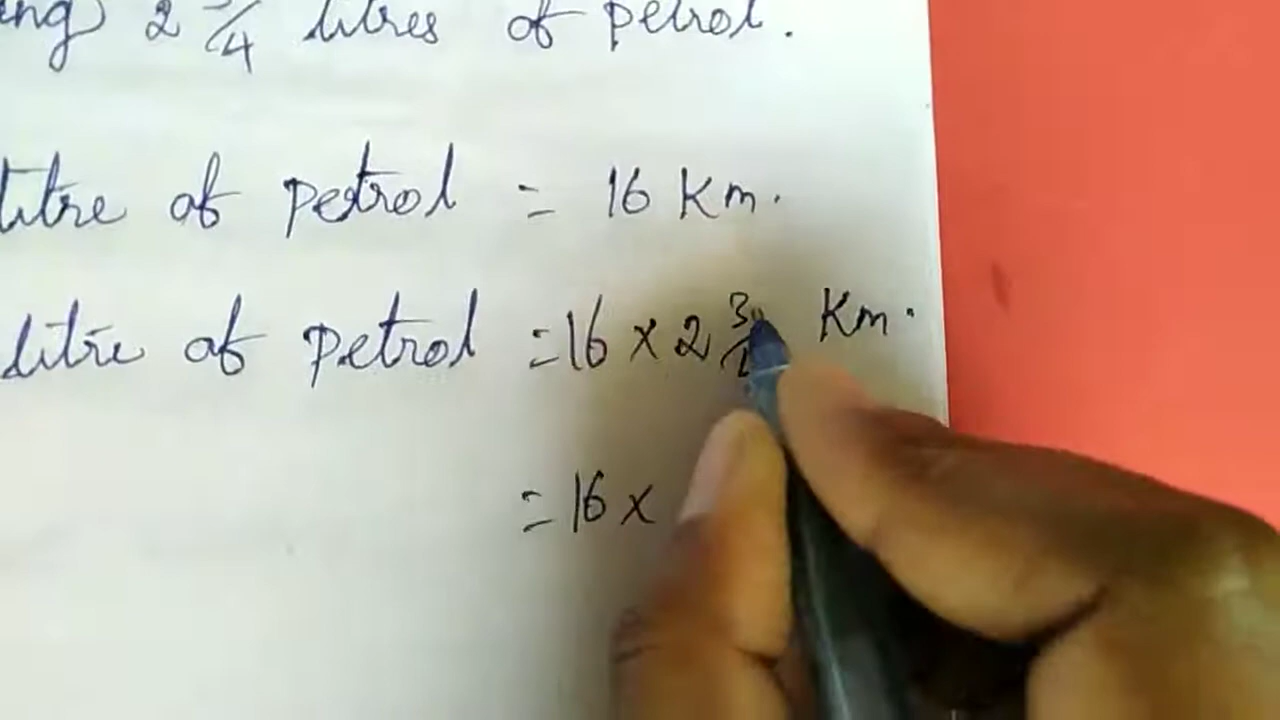 2 3/4 litres of petrol.
litre of petrol = 16 Km.
litre of petrol = 16 x 2 3/4 Km.
= 16 x